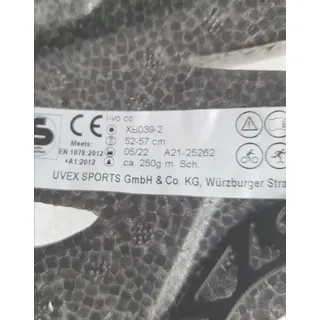 i-vo cc
CE
XB039-2
Meets:
52-57 cm
EN 1078:2012
05/22 A21-25262
+A1:2012
ca. 250g m. Sch.
UVEX SPORTS GmbH & Co. KG, Würzburger Stra